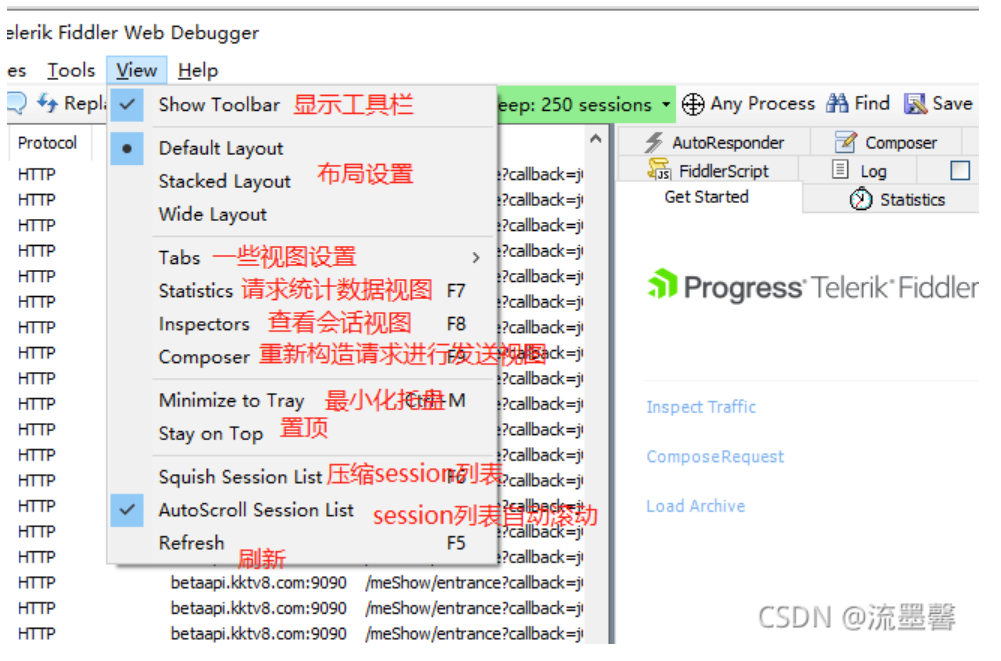 elerik Fiddler Web Debugger
es Tools View Help
Repla Show Toolbar 显示工具栏 eep: 250 sessions Any Process Find Save
Protocol Default Layout AutoResponder Composer
HTTP Stacked Layout 布局设置 e?callback=j FiddlerScript Log
HTTP Wide Layout e?callback=j Get Started Statistics
HTTP e?callback=j
HTTP Tabs 一些视图设置 e?callback=j
HTTP Statistics 请求统计数据视图 F7 e?callback=j Progress Telerik Fiddler
HTTP Inspectors 查看会话视图 F8 e?callback=j
HTTP e?callback=j
HTTP Composer 重新构造请求进行发送视图 F9 e?callback=j
HTTP e?callback=j
HTTP Minimize to Tray 最小化托盘 Ctrl+M e?callback=j Inspect Traffic
HTTP Stay on Top 置顶 e?callback=j
HTTP e?callback=j Compose Request
HTTP Squish Session List 压缩session列表 F6 e?callback=j
HTTP AutoScroll Session List session列表自动滚动 e?callback=j Load Archive
HTTP e?callback=j
HTTP Refresh 刷新 F5 e?callback=j
HTTP betaapi.kktv8.com:9090 /meShow/entrance?callback=j
HTTP betaapi.kktv8.com:9090 /meShow/entrance?callback=j
HTTP betaapi.kktv8.com:9090 /meShow/entrance?callback=j
CSDN @流墨馨